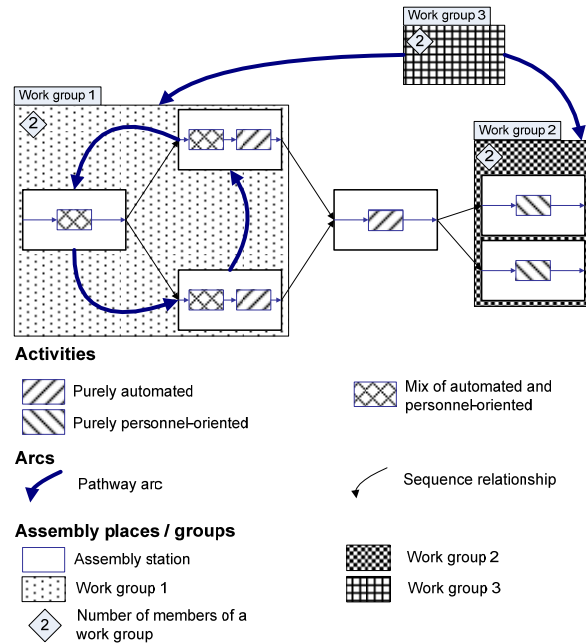 Work group 3
2
Work group 1
2
Work group 2
2
Activities
Purely automated
Purely personnel-oriented
Mix of automated and
personnel-oriented
Arcs
Pathway arc
Sequence relationship
Assembly places / groups
Assembly station
Work group 1
2
Number of members of a
work group
Work group 2
Work group 3